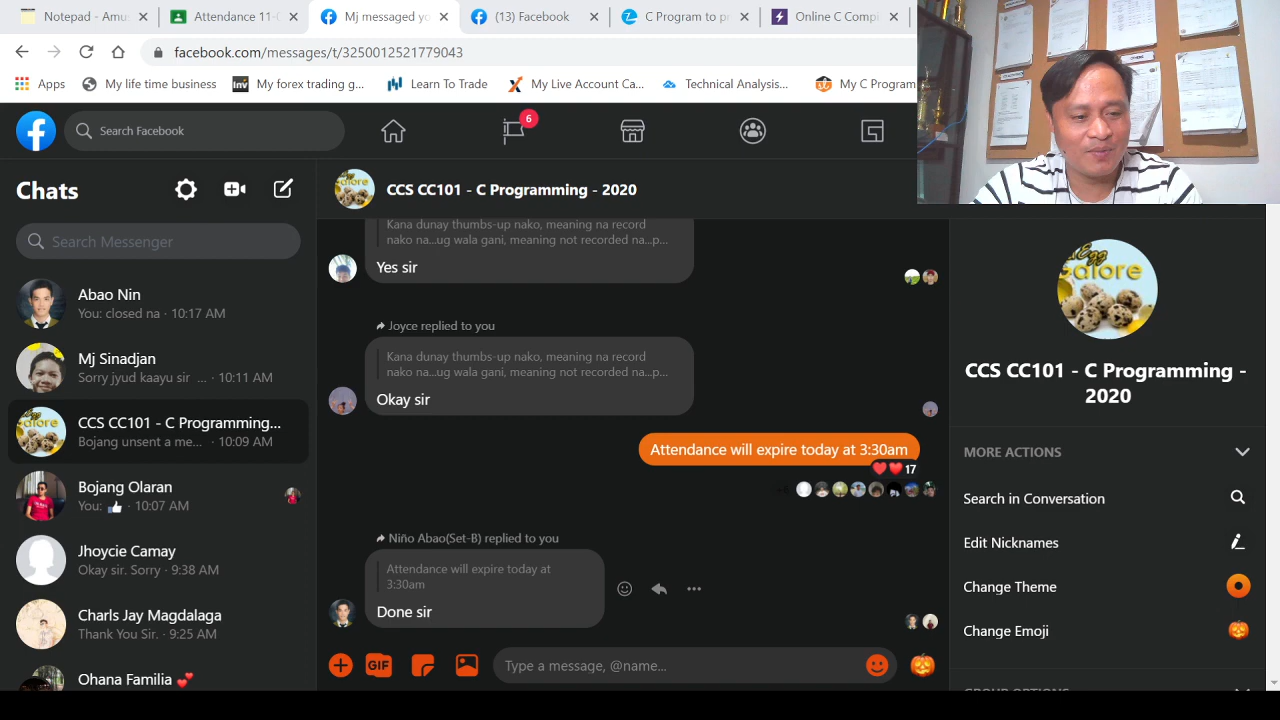 Notepad - Amu
Attendance 11-
Mj messaged yo
(13) Facebook
C Program to pr
Online C Compi
facebook.com/messages/t/3250012521779043
Apps
My life time business
My forex trading g...
Learn To Trade
My Live Account Ca...
Technical Analysis...
My C Program
Search Facebook
6
Chats
Search Messenger
Abao Nin
You: closed na · 10:17 AM
Mj Sinadjan
Sorry jyud kaayu sir ... · 10:11 AM
CCS CC101 - C Programming...
Bojang unsent a me... · 10:09 AM
Bojang Olaran
You: 👍 · 10:07 AM
Jhoycie Camay
Okay sir. Sorry · 9:38 AM
Charls Jay Magdalaga
Thank You Sir. · 9:25 AM
Ohana Familia 💕
CCS CC101 - C Programming - 2020
Kana dunay thumbs-up nako, meaning na record
nako na...ug wala gani, meaning not recorded na...p...
Yes sir
Joyce replied to you
Kana dunay thumbs-up nako, meaning na record
nako na...ug wala gani, meaning not recorded na...p...
Okay sir
Attendance will expire today at 3:30am
17
Niño Abao(Set-B) replied to you
Attendance will expire today at
3:30am
Done sir
GIF
Type a message, @name...
Egg
Galore
CCS CC101 - C Programming -
2020
MORE ACTIONS
Search in Conversation
Edit Nicknames
Change Theme
Change Emoji
GROUP OPTIONS